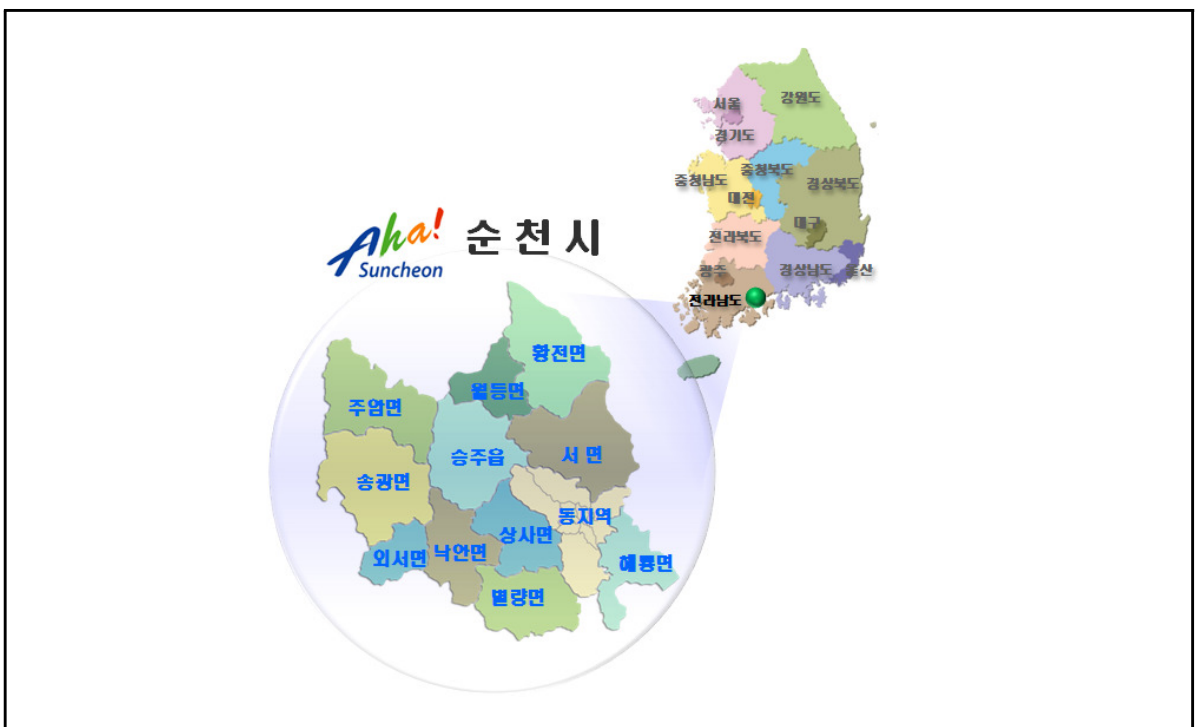 서울
강원도
경기도
충청남도
충청북도
경상북도
대전
대구
전라북도
광주
경상남도
울산
전라남도
Aha!
Suncheon
순천시
황전면
월등면
주암면
승주읍
서 면
송광면
동지역
상사면
외서면
낙안면
해룡면
별량면